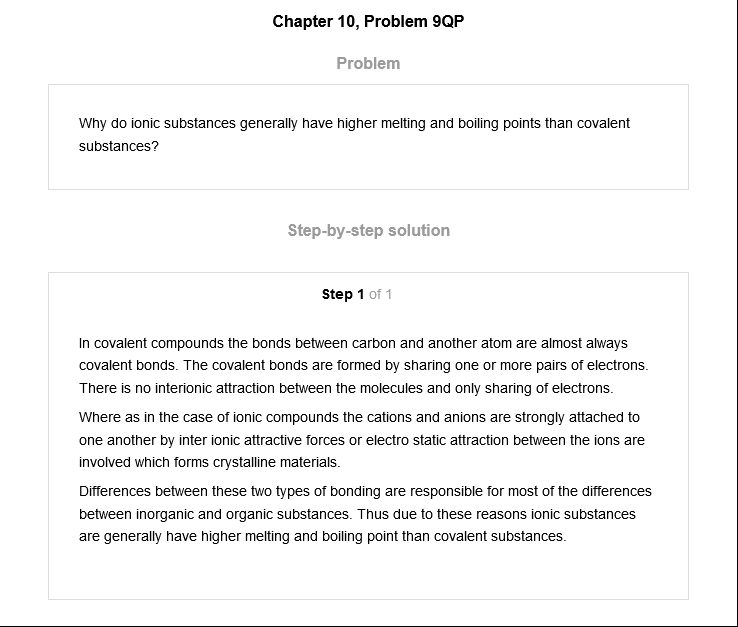 Chapter 10, Problem 9QP
Problem
Why do ionic substances generally have higher melting and boiling points than covalent
substances?
Step-by-step solution
Step 1 of 1
In covalent compounds the bonds between carbon and another atom are almost always
covalent bonds. The covalent bonds are formed by sharing one or more pairs of electrons.
There is no interionic attraction between the molecules and only sharing of electrons.
Where as in the case of ionic compounds the cations and anions are strongly attached to
one another by inter ionic attractive forces or electro static attraction between the ions are
involved which forms crystalline materials.
Differences between these two types of bonding are responsible for most of the differences
between inorganic and organic substances. Thus due to these reasons ionic substances
are generally have higher melting and boiling point than covalent substances.